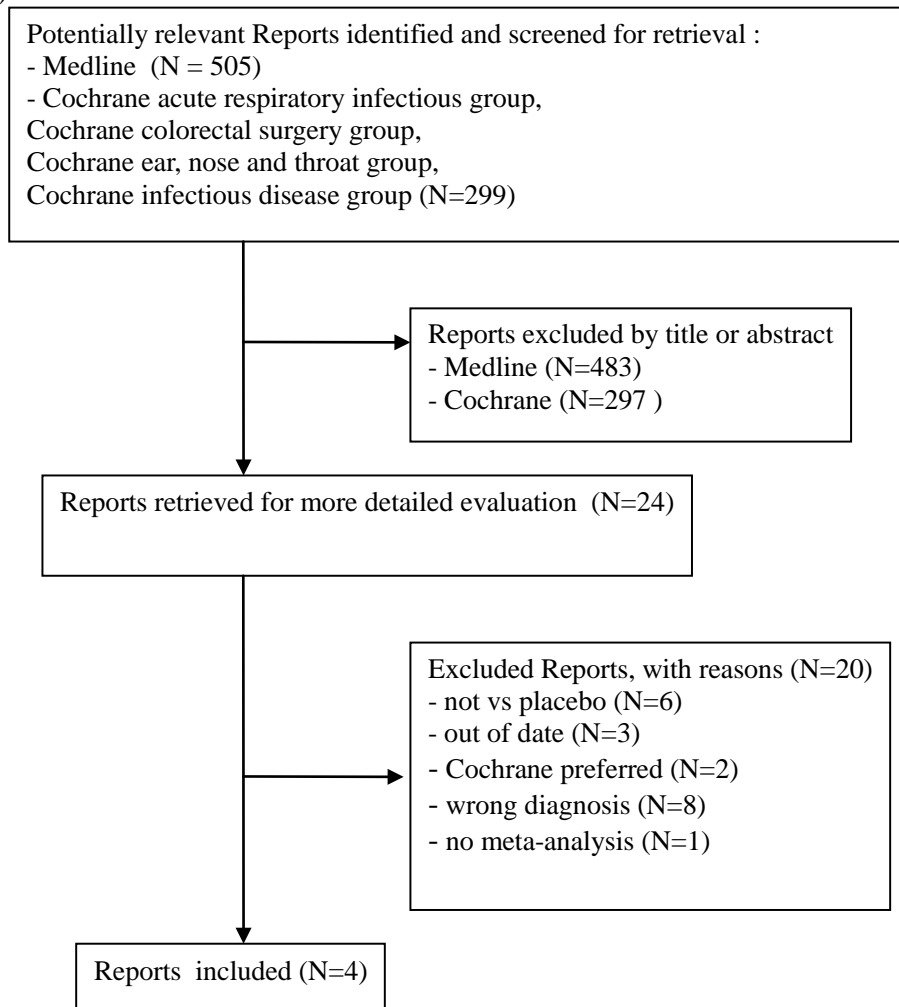 Potentially relevant Reports identified and screened for retrieval :
- Medline (N = 505)
- Cochrane acute respiratory infectious group,
Cochrane colorectal surgery group,
Cochrane ear, nose and throat group,
Cochrane infectious disease group (N=299)
Reports excluded by title or abstract
- Medline (N=483)
- Cochrane (N=297 )
Reports retrieved for more detailed evaluation (N=24)
Excluded Reports, with reasons (N=20)
- not vs placebo (N=6)
- out of date (N=3)
- Cochrane preferred (N=2)
- wrong diagnosis (N=8)
- no meta-analysis (N=1)
Reports included (N=4)